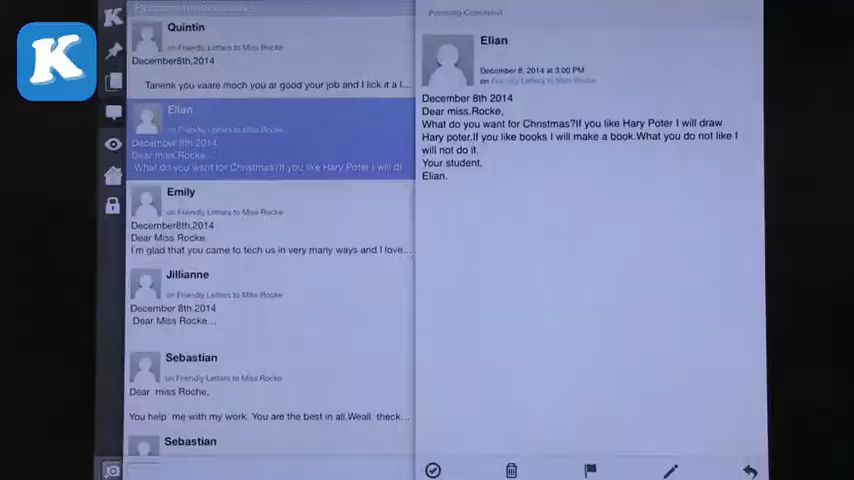 K
K
Quintin
on Friendly Letters to Miss Rocke
December8th,2014
Tanenk you vaare moch you ar good your job and I lick it a l...
Elian
on Friendly Letters to Miss Rocke
December 8th 2014
Dear miss.Rocke,
What do you want for Christmas?If you like Hary Poter I will dr
Emily
on Friendly Letters to Miss Rocke
December8th,2014
Dear Miss Rocke,
I'm glad that you came to tech us in very many ways and I love...
Jillianne
on Friendly Letters to Miss Rocke
December 8th.2014
Dear Miss Rocke...
Sebastian
on Friendly Letters to Miss Rocke
Dear miss Roche,
You help me with my work. You are the best in all.Weall theck...
Sebastian
Pending Comment
Elian
December 8, 2014 at 3:00 PM
on Friendly Letters to Miss Rocke
December 8th 2014
Dear miss.Rocke,
What do you want for Christmas?If you like Hary Poter I will draw
Hary poter.If you like books I will make a book.What you do not like I
will not do it.
Your student,
Elian.